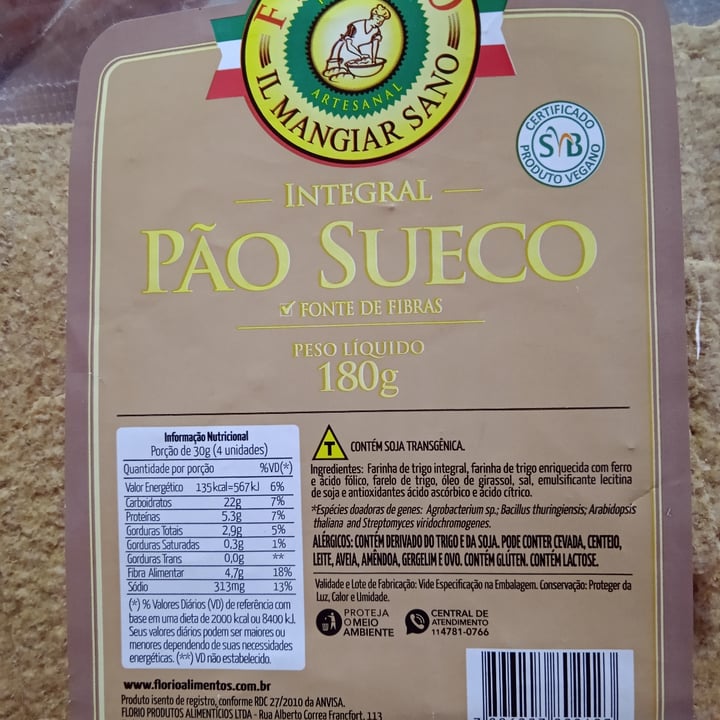 ARTESANAL
IL MANGIAR SANO
CERTIFICADO
SVB
PRODUTO VEGANO
INTEGRAL
PÃO SUECO
FONTE DE FIBRAS
PESO LÍQUIDO
180g
Informação Nutricional
Porção de 30g (4 unidades)
Quantidade por porção %VD(*)
Valor Energético 135kcal=567kJ 6%
Carboidratos 22g 7%
Proteínas 5,3g 7%
Gorduras Totais 2,9g 5%
Gorduras Saturadas 0,3g 1%
Gorduras Trans 0,0g **
Fibra Alimentar 4,7g 18%
Sódio 313mg 13%
(*) % Valores Diários (VD) de referência com
base em uma dieta de 2000 kcal ou 8400 kJ.
Seus valores diários podem ser maiores ou
menores dependendo de suas necessidades
energéticas. (**) VD não estabelecido.
T CONTÉM SOJA TRANSGÊNICA.
Ingredientes: Farinha de trigo integral, farinha de trigo enriquecida com ferro
e ácido fólico, farelo de trigo, óleo de girassol, sal, emulsificante lecitina
de soja e antioxidantes ácido ascórbico e ácido cítrico.
*Espécies doadoras de genes: Agrobacterium sp.; Bacillus thuringiensis; Arabidopsis
thaliana and Streptomyces viridochromogenes.
ALÉRGICOS: CONTÉM DERIVADO DO TRIGO E DA SOJA. PODE CONTER CEVADA, CENTEIO,
LEITE, AVEIA, AMÊNDOA, GERGELIM E OVO. CONTÉM GLÚTEN. CONTÉM LACTOSE.
Validade e Lote de Fabricação: Vide Especificação na Embalagem. Conservação: Proteger da
Luz, Calor e Umidade.
PROTEJA
O MEIO
AMBIENTE
CENTRAL DE
ATENDIMENTO
11 4781-0766
www.florioalimentos.com.br
Produto isento de registro, conforme RDC 27/2010 da ANVISA.
FLORIO PRODUTOS ALIMENTÍCIOS LTDA - Rua Alberto Correa Francfort, 113